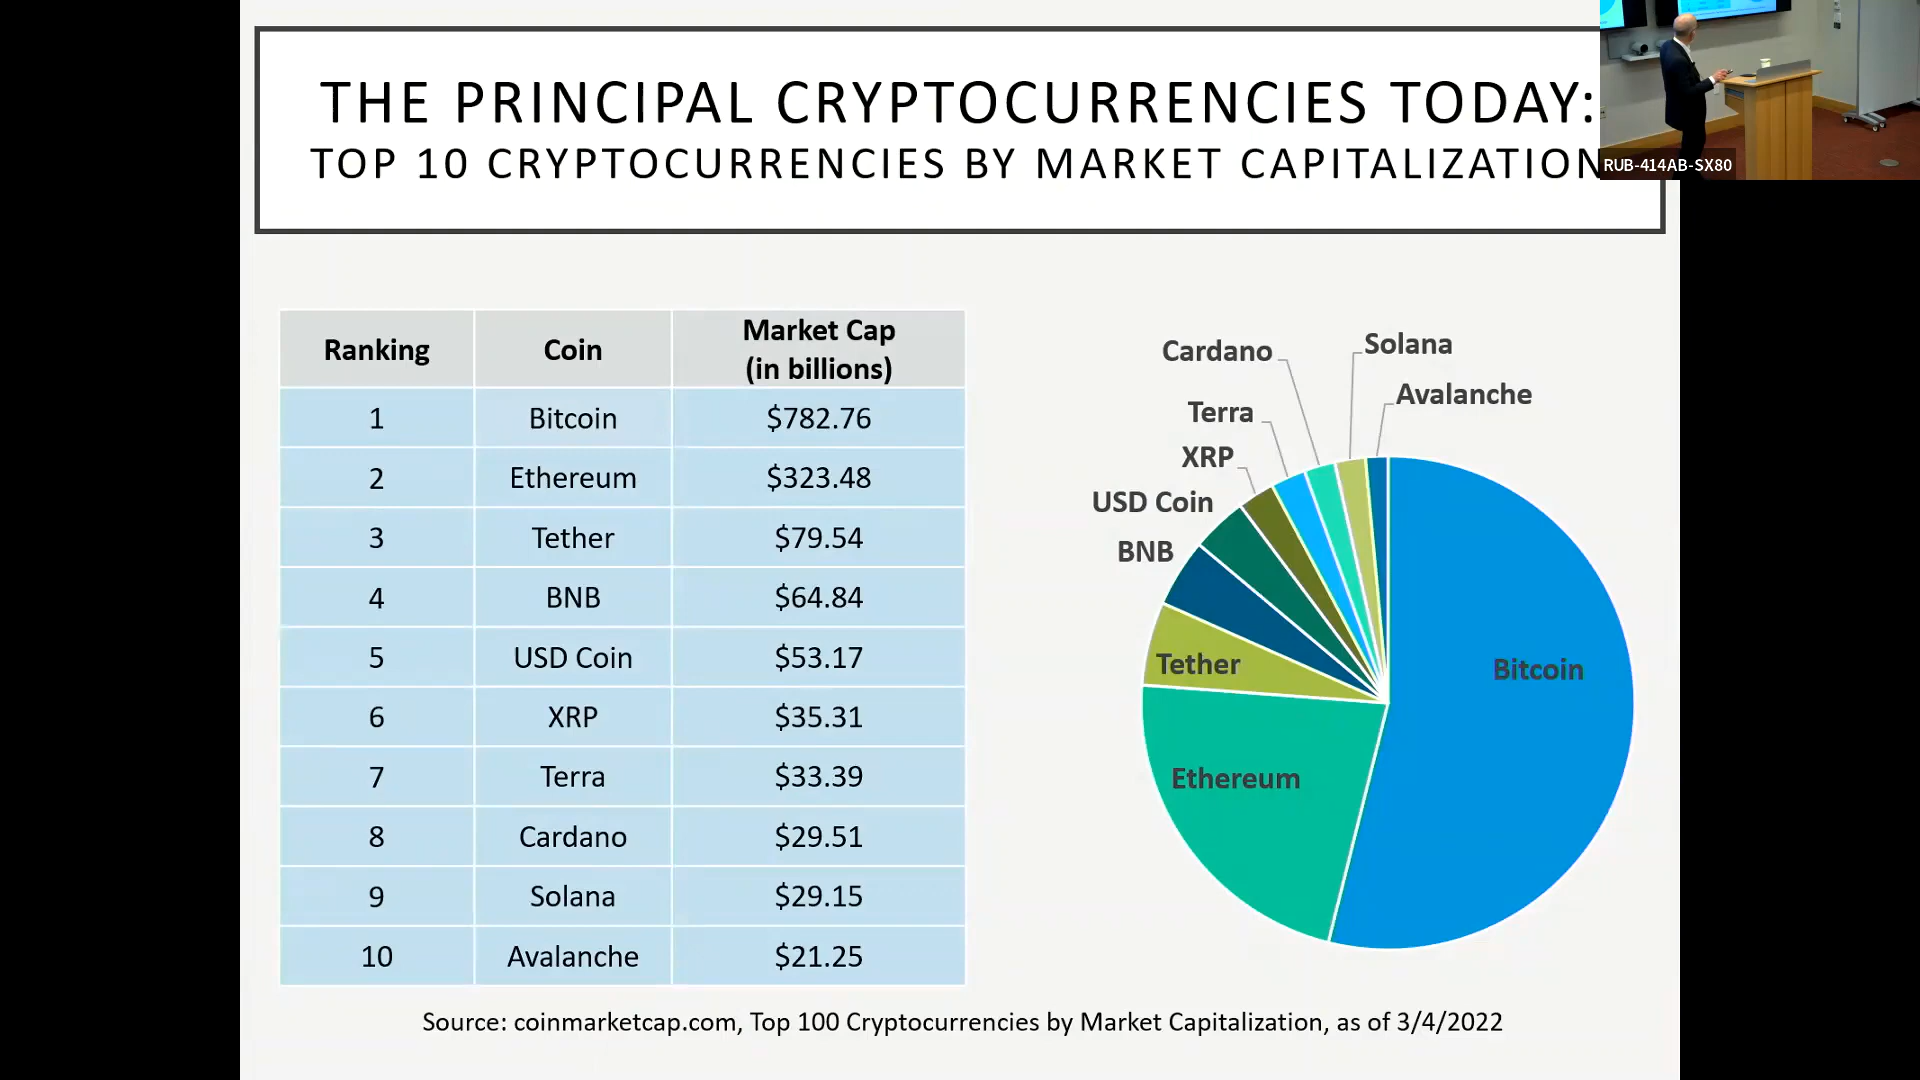 THE PRINCIPAL CRYPTOCURRENCIES TODAY:
TOP 10 CRYPTOCURRENCIES BY MARKET CAPITALIZATION
RUB-414AB-SX80
Ranking Coin Market Cap
(in billions)
1 Bitcoin $782.76
2 Ethereum $323.48
3 Tether $79.54
4 BNB $64.84
5 USD Coin $53.17
6 XRP $35.31
7 Terra $33.39
8 Cardano $29.51
9 Solana $29.15
10 Avalanche $21.25
Solana
Cardano
Avalanche
Terra
XRP
USD Coin
BNB
Tether
Bitcoin
Ethereum
Source: coinmarketcap.com, Top 100 Cryptocurrencies by Market Capitalization, as of 3/4/2022